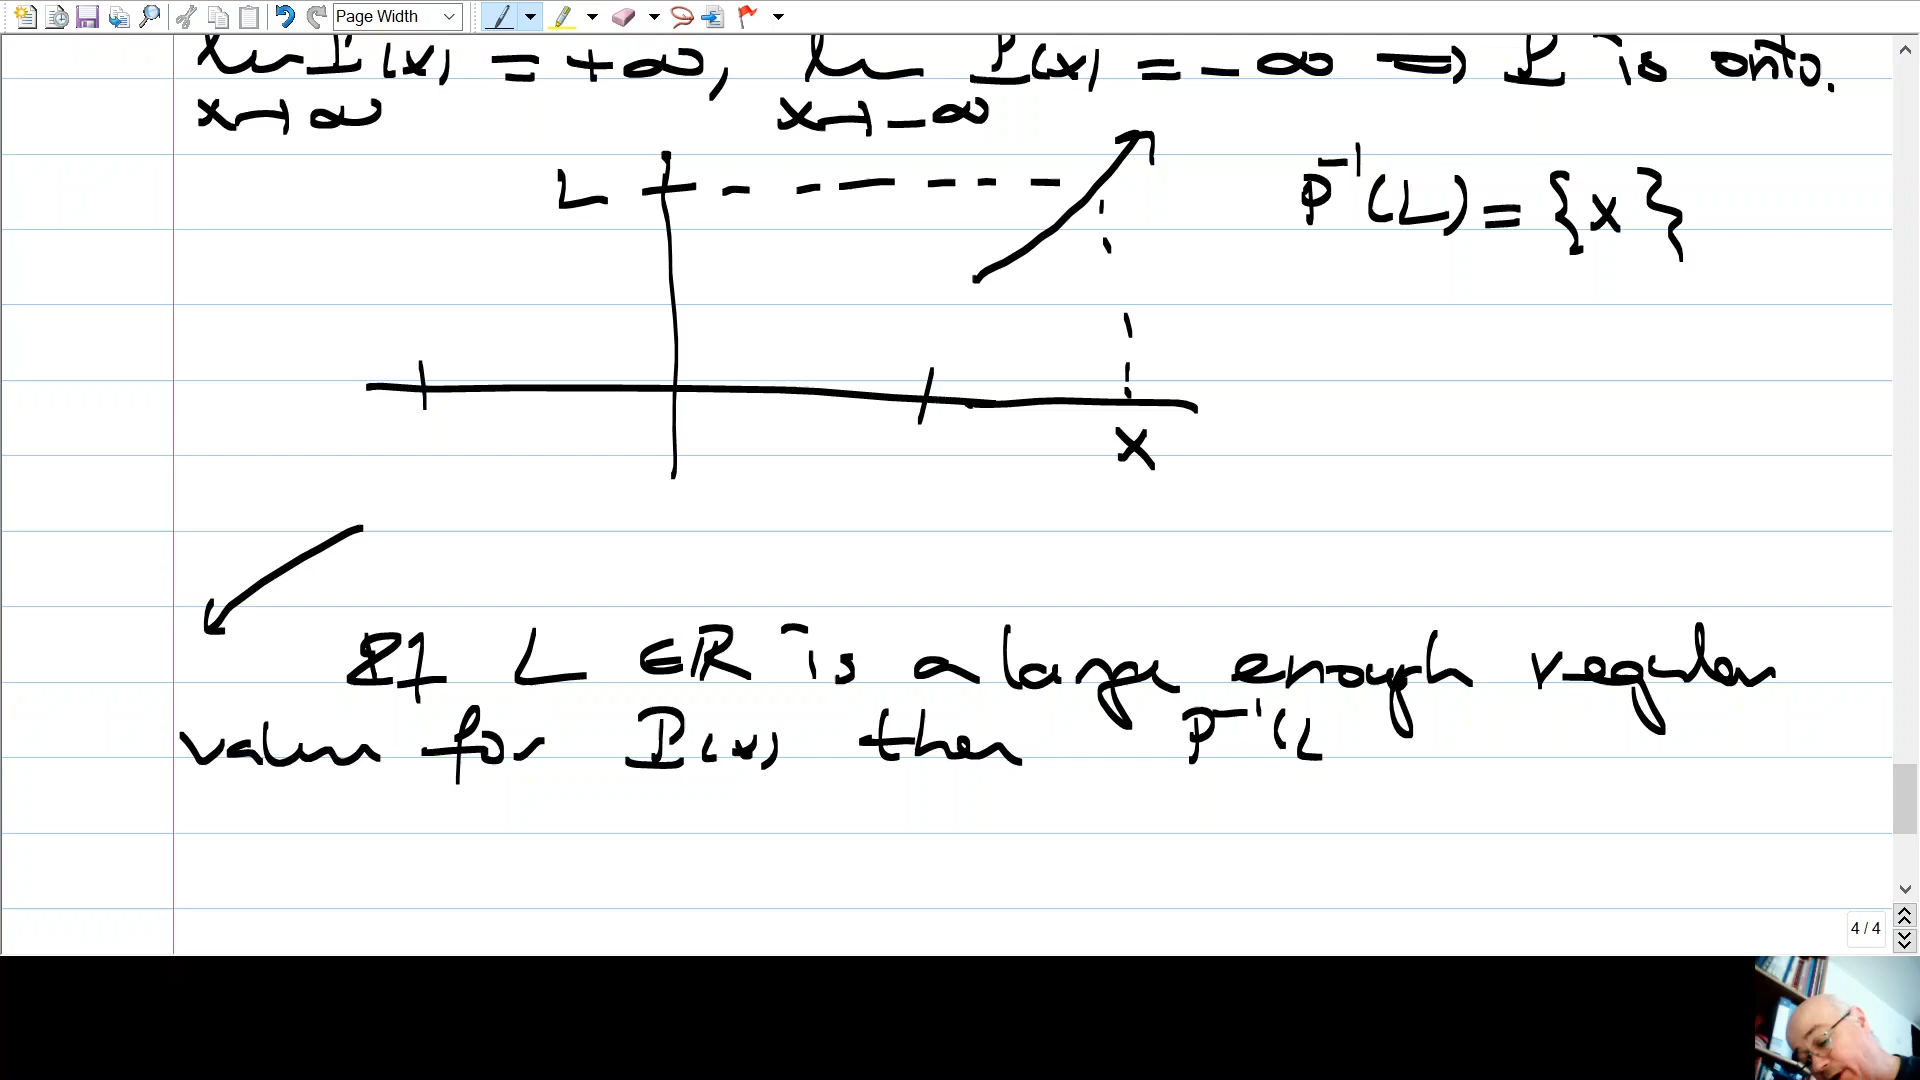 Page Width
lim P(x) = +∞, lim P(x) = -∞ ⟹ P is onto.
x→∞ x→-∞
L
P⁻¹(L) = {x}
x
If L ∈ R is a large enough regular
value for P(x) then P⁻¹(L
4 / 4